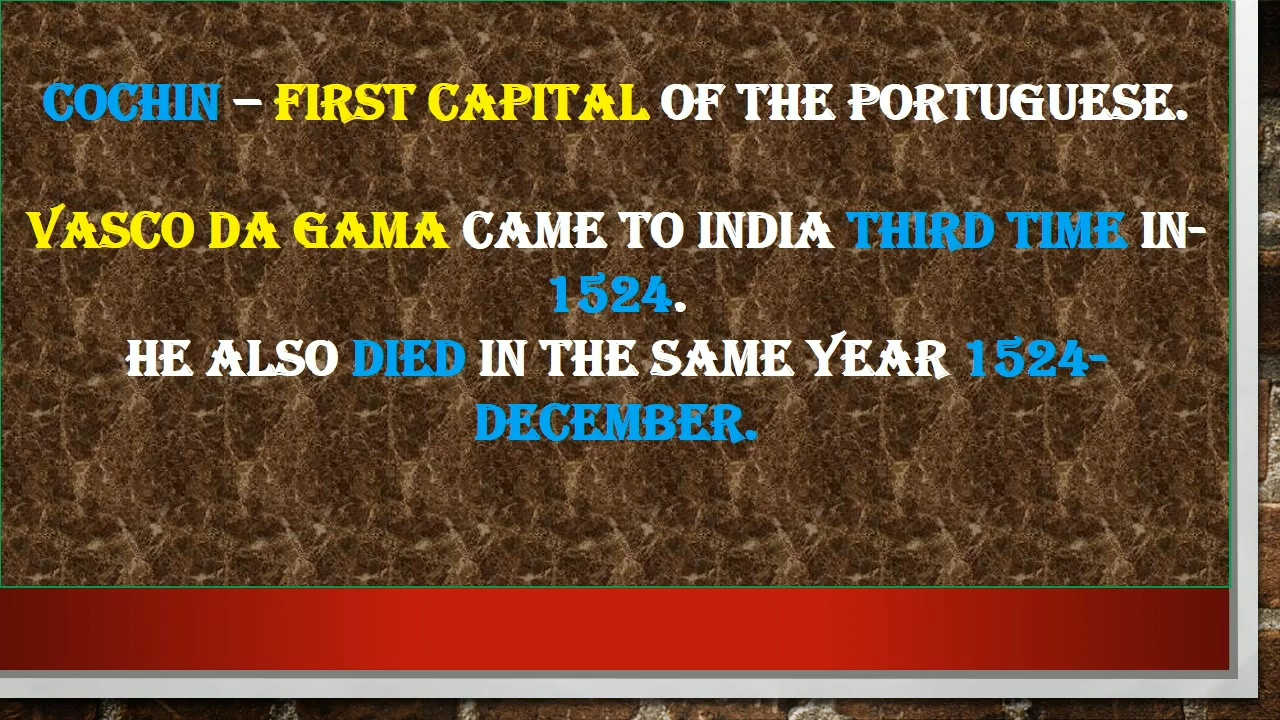 COCHIN – FIRST CAPITAL OF THE PORTUGUESE.
VASCO DA GAMA CAME TO INDIA THIRD TIME IN-
1524.
HE ALSO DIED IN THE SAME YEAR 1524-
DECEMBER.